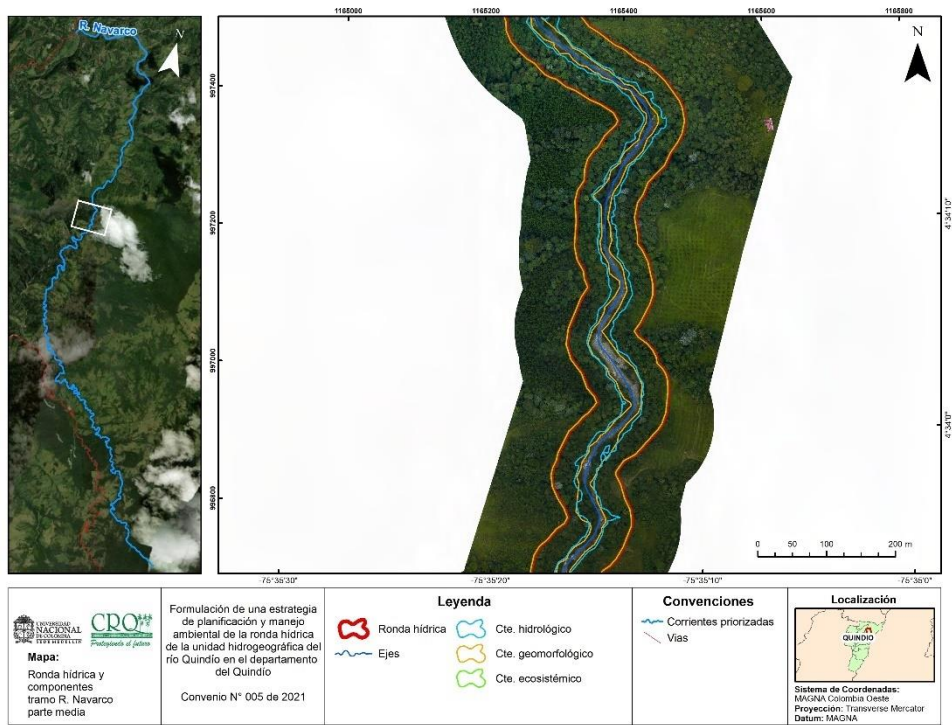 R. Navarco
N
1165000
1165200
1165400
1165600
1165800
N
997400
997200
997000
996800
4°34'10"
4°34'0"
0 50 100 200 m
-75°35'30"
-75°35'20"
-75°35'10"
-75°35'0"
UNIVERSIDAD
NACIONAL
DE COLOMBIA
SEDE MEDELLÍN
CRQ
Protegiendo el futuro
Mapa:
Ronda hídrica y
componentes
tramo R. Navarco
parte media
Formulación de una estrategia
de planificación y manejo
ambiental de la ronda hídrica
de la unidad hidrogeográfica del
río Quindío en el departamento
del Quindío
Convenio N° 005 de 2021
Leyenda
Ronda hídrica
Ejes
Cte. hidrológico
Cte. geomorfológico
Cte. ecosistémico
Convenciones
Corrientes priorizadas
Vias
Localización
QUINDÍO
Sistema de Coordenadas:
MAGNA Colombia Oeste
Proyección: Transverse Mercator
Datum: MAGNA